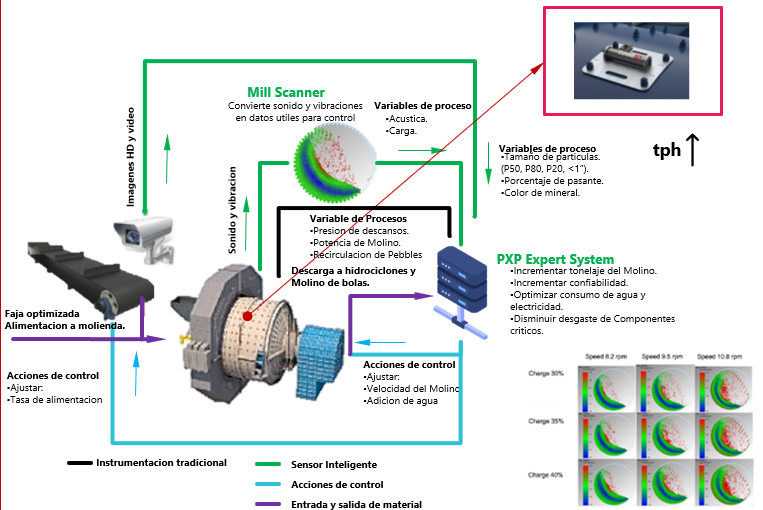 Mill Scanner
Convierte sonido y vibraciones
en datos utiles para control
Variables de proceso
•Acustica.
•Carga.
Imagenes HD y video
Sonido y vibracion
Variables de proceso
•Tamaño de particulas.
(P50, P80, P20, <1").
•Porcentaje de pasante.
•Color de mineral.
tph
Variable de Procesos
•Presion de descansos.
•Potencia de Molino.
•Recirculacion de Pebbles
Descarga a hidrociclones y
Molino de bolas.
PXP Expert System
•Incrementar tonelaje del Molino.
•Incrementar confiabilidad.
•Optimizar consumo de agua y
electricidad.
•Disminuir desgaste de Componentes
criticos.
Faja optimizada
Alimentacion a molienda.
Acciones de control
•Ajustar:
•Tasa de alimentacion
Acciones de control
•Ajustar:
•Velocidad del Molino
•Adicion de agua
Speed 8.2 rpm
Speed 9.5 rpm
Speed 10.8 rpm
Charge 30%
Charge 35%
Charge 40%
Instrumentacion tradicional
Sensor Inteligente
Acciones de control
Entrada y salida de material